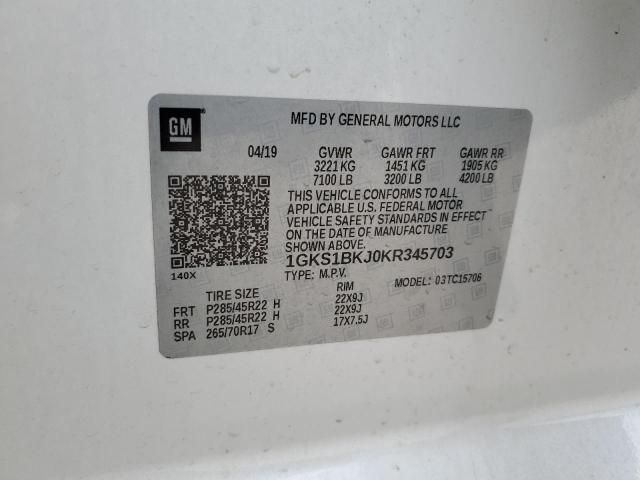 GM
MFD BY GENERAL MOTORS LLC
04/19 GVWR GAWR FRT GAWR RR
3221 KG 1451 KG 1905 KG
7100 LB 3200 LB 4200 LB
THIS VEHICLE CONFORMS TO ALL
APPLICABLE U.S. FEDERAL MOTOR
VEHICLE SAFETY STANDARDS IN EFFECT
ON THE DATE OF MANUFACTURE
SHOWN ABOVE.
1GKS1BKJ0KR345703
140X TYPE: M.P.V. MODEL: 03TC15706
TIRE SIZE RIM
FRT P285/45R22 H 22X9J
RR P285/45R22 H 22X9J
SPA 265/70R17 S 17X7.5J